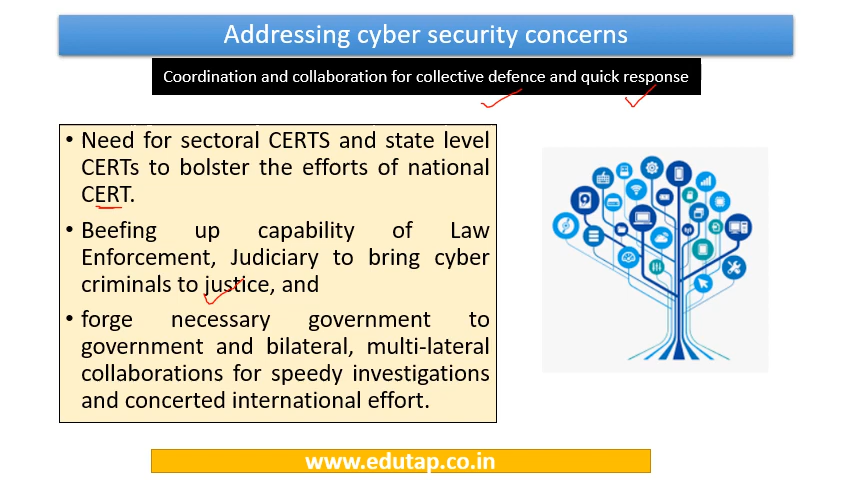 Addressing cyber security concerns
Coordination and collaboration for collective defence and quick response
• Need for sectoral CERTS and state level
CERTs to bolster the efforts of national
CERT.
• Beefing up capability of Law
Enforcement, Judiciary to bring cyber
criminals to justice, and
• forge necessary government to
government and bilateral, multi-lateral
collaborations for speedy investigations
and concerted international effort.
www.edutap.co.in